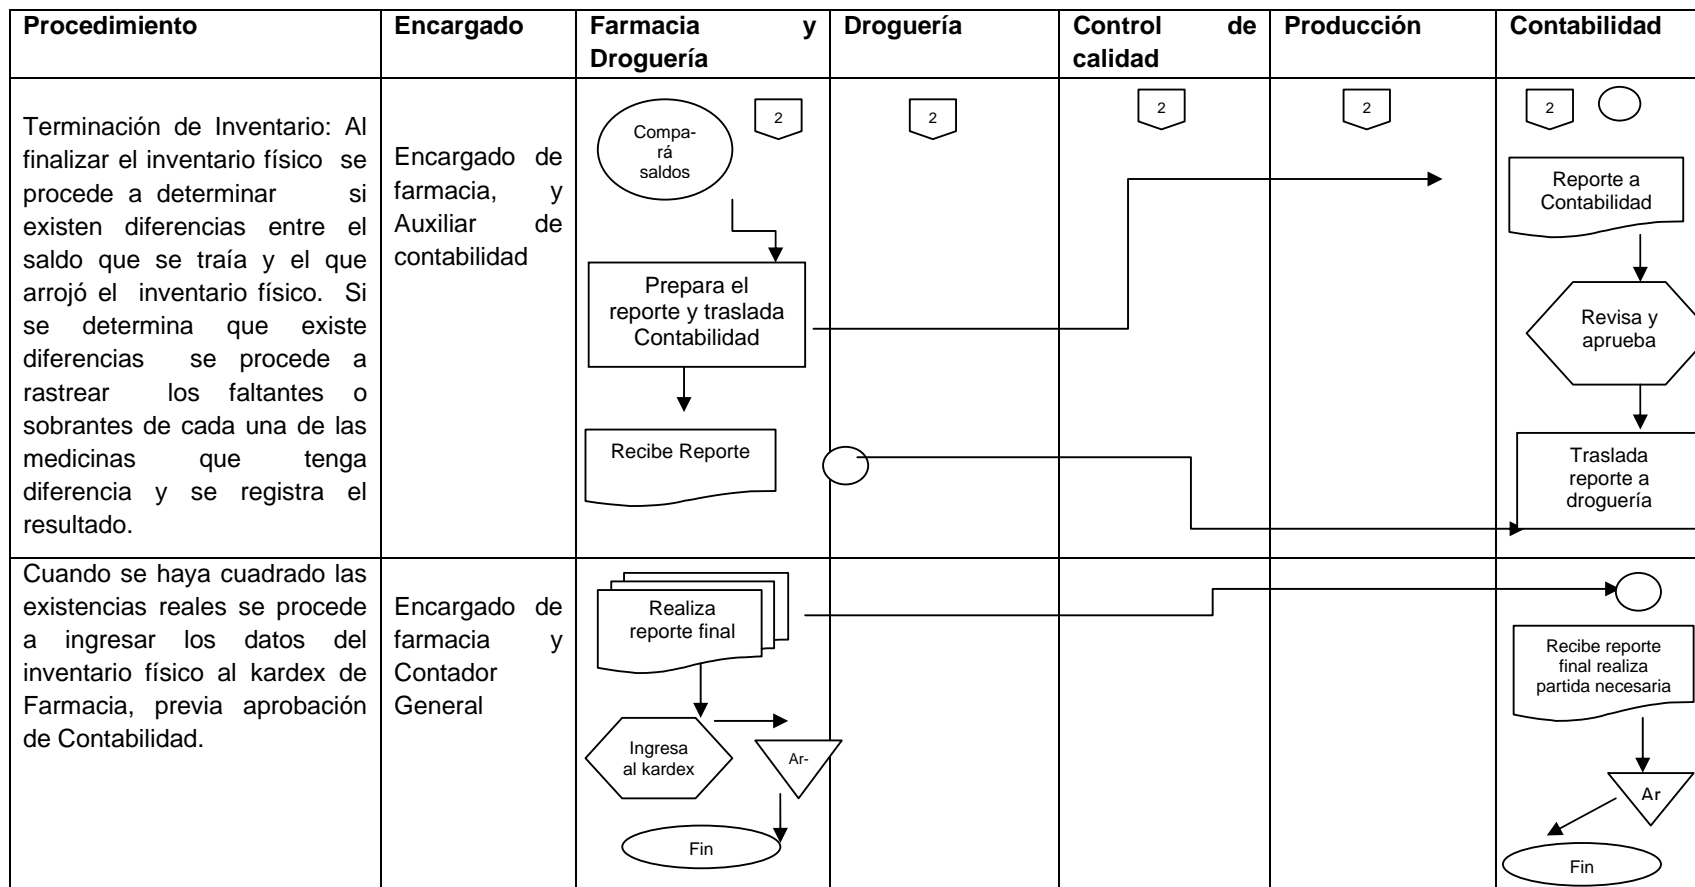 Procedimiento
Encargado
Farmacia y
Droguería
Droguería
Control de
calidad
Producción
Contabilidad
Terminación de Inventario: Al
finalizar el inventario físico se
procede a determinar si
existen diferencias entre el
saldo que se traía y el que
arrojó el inventario físico. Si
se determina que existe
diferencias se procede a
rastrear los faltantes o
sobrantes de cada una de las
medicinas que tenga
diferencia y se registra el
resultado.
Encargado de
farmacia, y
Auxiliar de
contabilidad
Compa-
rá
saldos
2
Prepara el
reporte y traslada
Contabilidad
Recibe Reporte
2
2
2
2
Reporte a
Contabilidad
Revisa y
aprueba
Traslada
reporte a
droguería
Cuando se haya cuadrado las
existencias reales se procede
a ingresar los datos del
inventario físico al kardex de
Farmacia, previa aprobación
de Contabilidad.
Encargado de
farmacia y
Contador
General
Realiza
reporte final
Ingresa
al kardex
Ar-
Fin
Recibe reporte
final realiza
partida necesaria
Ar
Fin